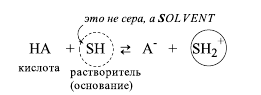 это не сера, а SOLVENT
HA + SH ⇄ A⁻ + SH₂⁺
кислота растворитель
(основание)